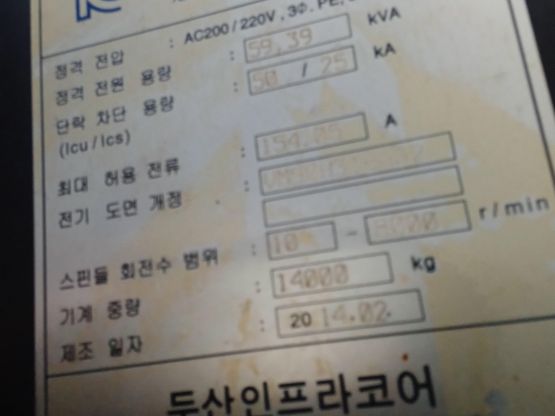 정격 전압 : AC200/220V, 3Φ, PE,
정격 전원 용량 : 59.39 KVA
단락 차단 용량 : 50 / 25 kA
(Icu/Ics)
최대 허용 전류 : 154.05 A
전기 도면 개정 :
스핀들 회전수 범위 : 10 - 8000 r/min
기계 중량 : 14000 kg
제조 일자 : 20 14.02.
두산인프라코어